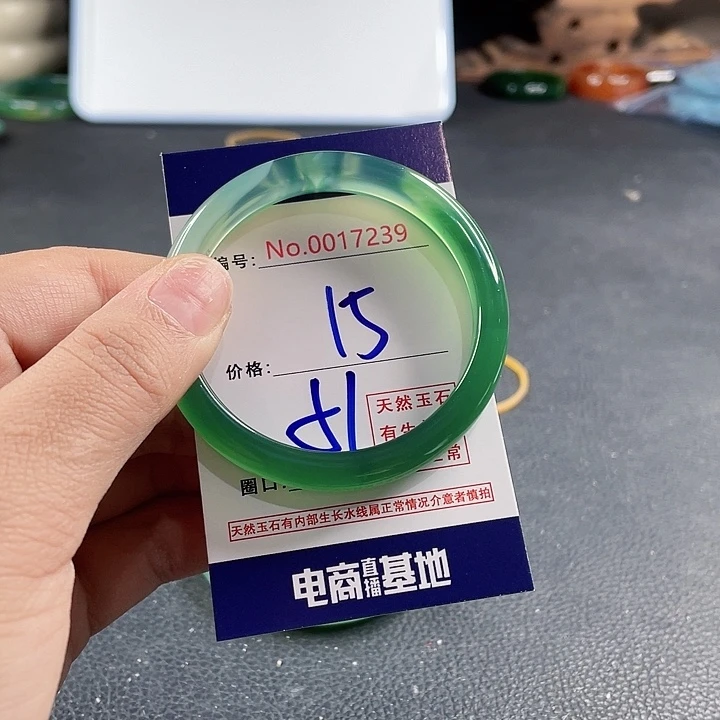 编号: No.0017239
价格: 15
天然玉石
有生
正常
圈口:
天然玉石有内部生长水线属正常情况介意者慎拍
电商直播基地